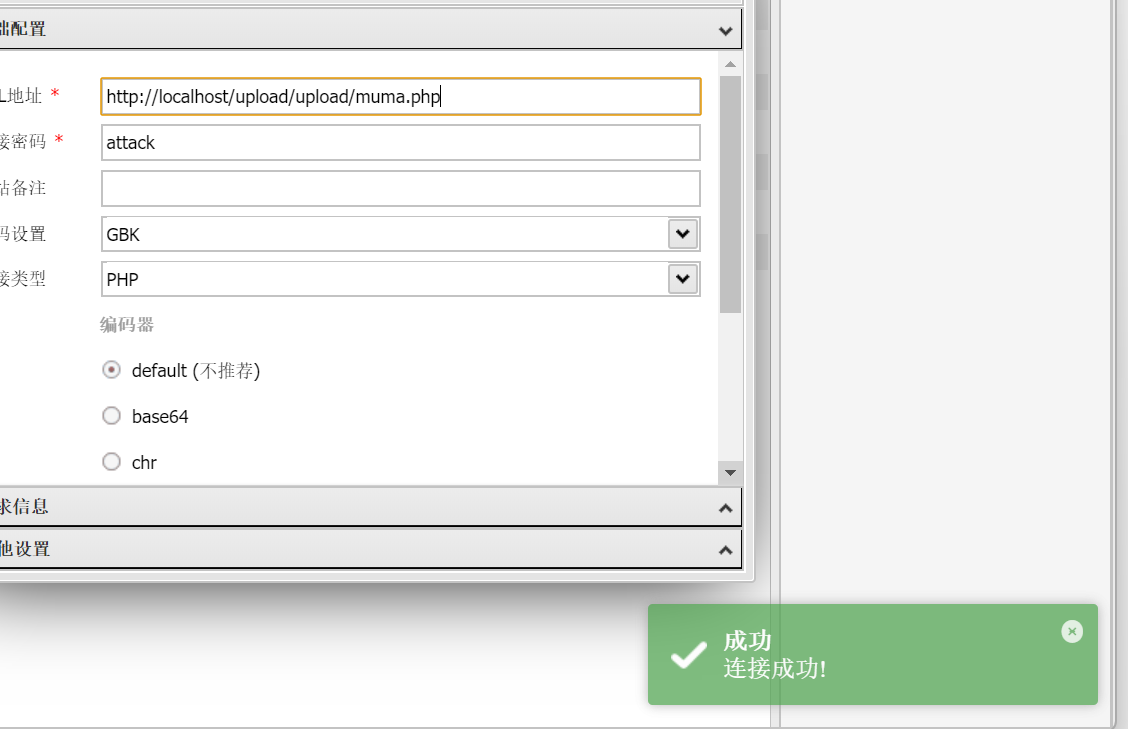 础配置
L地址 *
http://localhost/upload/upload/muma.php
接密码 *
attack
站备注
码设置
GBK
接类型
PHP
编码器
default (不推荐)
base64
chr
求信息
他设置
成功
连接成功!